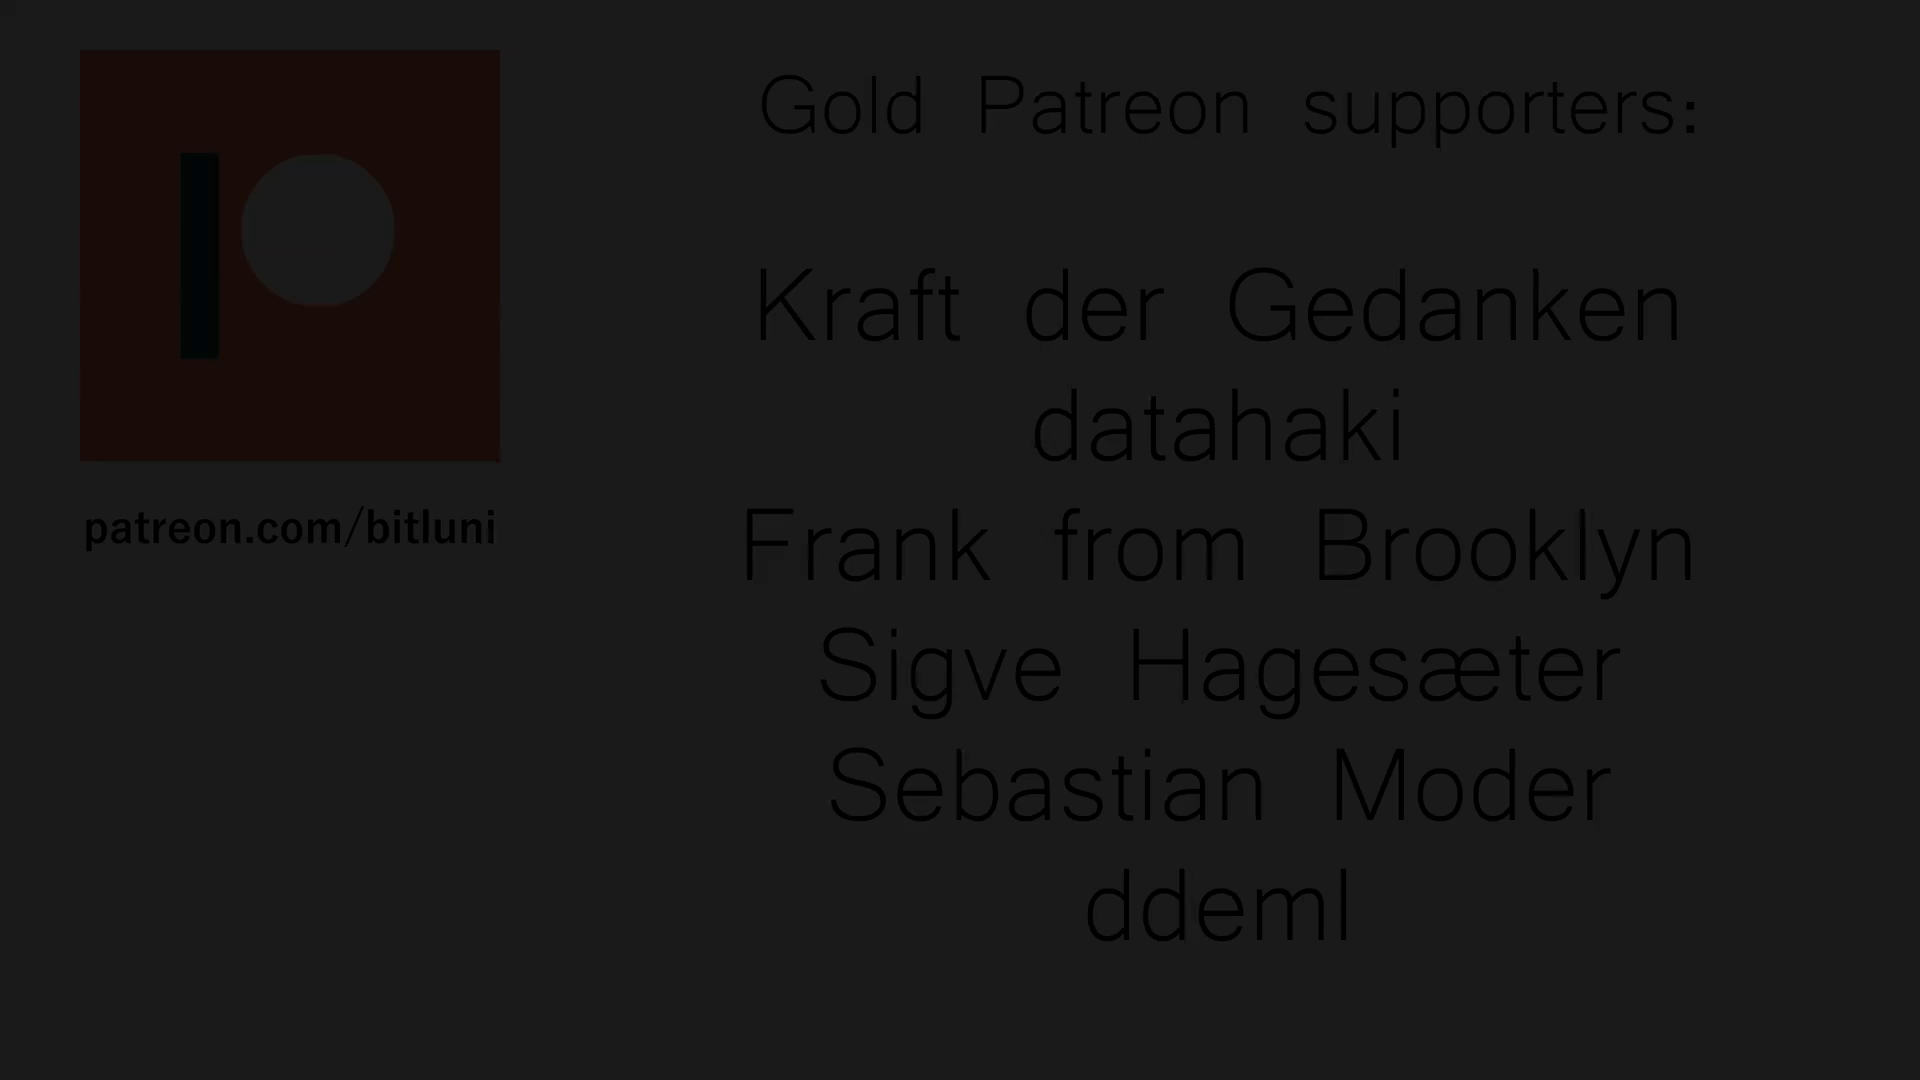 Gold Patreon supporters:
Kraft der Gedanken
datahaki
Frank from Brooklyn
Sigve Hagesæter
Sebastian Moder
ddeml
patreon.com/bitluni